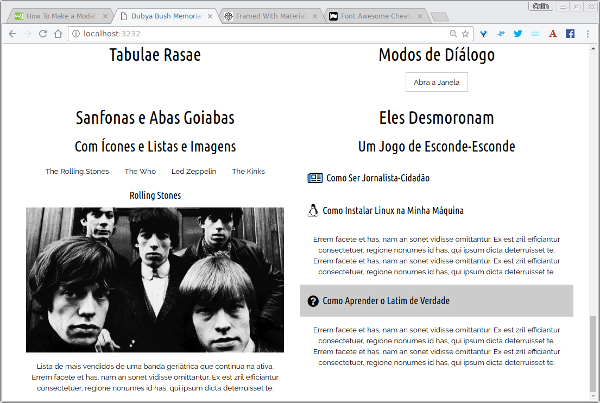 Colin
How To Make a Modal
Dubya Bush Memorial
Framed With Material
Font Awesome Cheat
localhost:3232
Tabulae Rasae
Modos de Díálogo
Abra a Janela
Sanfonas e Abas Goiabas
Com Ícones e Listas e Imagens
The Rolling Stones The Who Led Zeppelin The Kinks
Rolling Stones
Lista de mais vendidos de uma banda geriátrica que continua na ativa.
Errem facete et has, nam an sonet vidisse omittantur. Ex est zril efficiantur
consectetuer, regione nonumes id has, qui ipsum dicta deterruisset te.
Eles Desmoronam
Um Jogo de Esconde-Esconde
Como Ser Jornalista-Cidadão
Como Instalar Linux na Minha Máquina
Errem facete et has, nam an sonet vidisse omittantur. Ex est zril efficiantur
consectetuer, regione nonumes id has, qui ipsum dicta deterruisset te.
Errem facete et has, nam an sonet vidisse omittantur. Ex est zril efficiantur
consectetuer, regione nonumes id has, qui ipsum dicta deterruisset te.
Como Aprender o Latim de Verdade
Errem facete et has, nam an sonet vidisse omittantur. Ex est zril efficiantur
consectetuer, regione nonumes id has, qui ipsum dicta deterruisset te.
Errem facete et has, nam an sonet vidisse omittantur. Ex est zril efficiantur
consectetuer, regione nonumes id has, qui ipsum dicta deterruisset te.